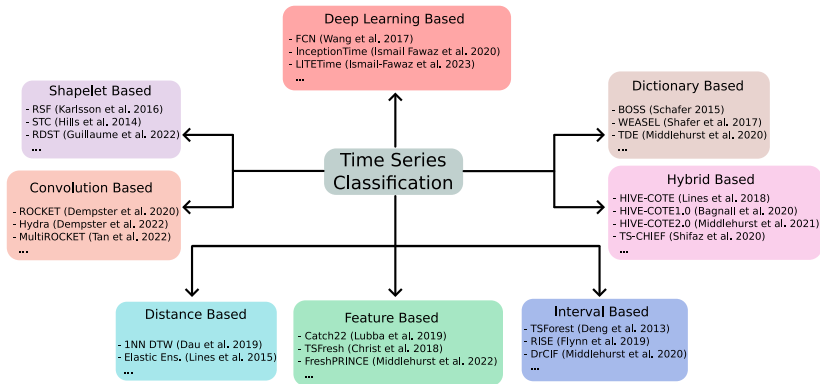 Deep Learning Based
- FCN (Wang et al. 2017)
- InceptionTime (Ismail Fawaz et al. 2020)
- LITETime (Ismail-Fawaz et al. 2023)
...
Shapelet Based
- RSF (Karlsson et al. 2016)
- STC (Hills et al. 2014)
- RDST (Guillaume et al. 2022)
...
Dictionary Based
- BOSS (Schafer 2015)
- WEASEL (Shafer et al. 2017)
- TDE (Middlehurst et al. 2020)
...
Time Series
Classification
Convolution Based
- ROCKET (Dempster et al. 2020)
- Hydra (Dempster et al. 2022)
- MultiROCKET (Tan et al. 2022)
...
Hybrid Based
- HIVE-COTE (Lines et al. 2018)
- HIVE-COTE1.0 (Bagnall et al. 2020)
- HIVE-COTE2.0 (Middlehurst et al. 2021)
- TS-CHIEF (Shifaz et al. 2020)
...
Distance Based
- 1NN DTW (Dau et al. 2019)
- Elastic Ens. (Lines et al. 2015)
...
Feature Based
- Catch22 (Lubba et al. 2019)
- TSFresh (Christ et al. 2018)
- FreshPRINCE (Middlehurst et al. 2022)
...
Interval Based
- TSForest (Deng et al. 2013)
- RISE (Flynn et al. 2019)
- DrCIF (Middlehurst et al. 2020)
...